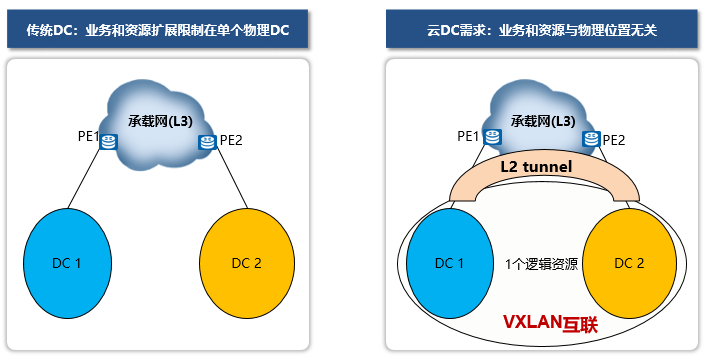 传统DC：业务和资源扩展限制在单个物理DC
承载网(L3)
PE1
PE2
DC 1
DC 2
云DC需求：业务和资源与物理位置无关
承载网(L3)
PE1
PE2
L2 tunnel
DC 1
1个逻辑资源
DC 2
VXLAN互联